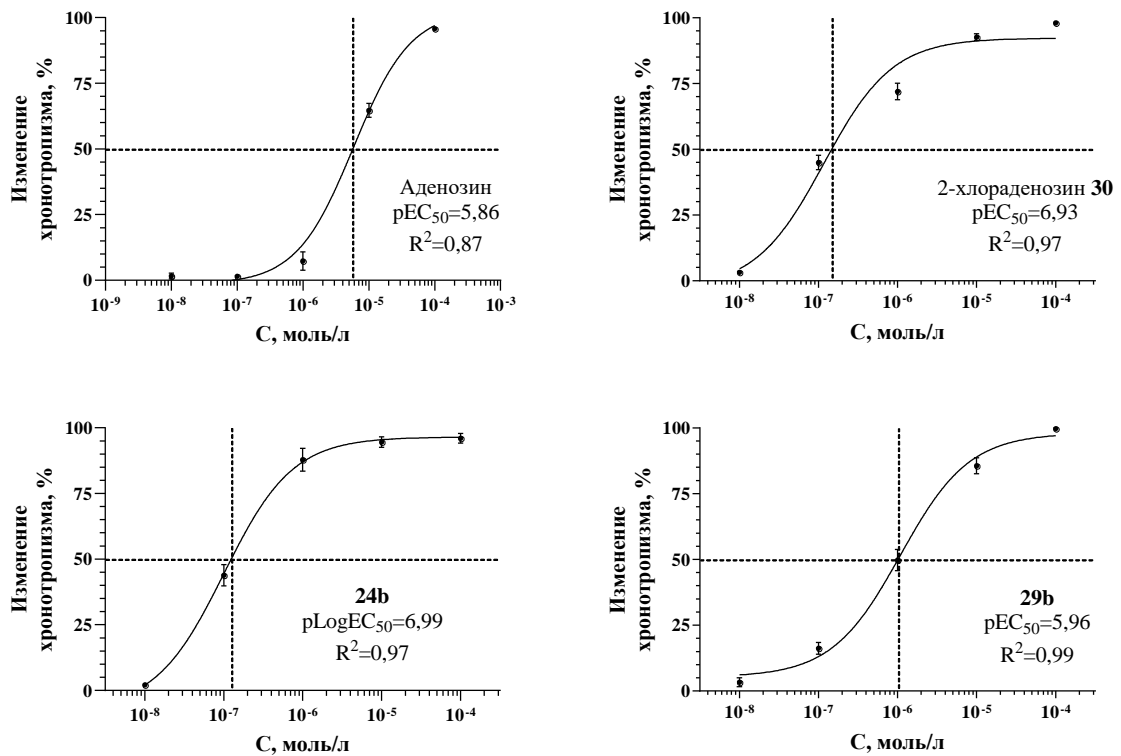 Изменение
хронотропизма, %
100
75
50
25
0
Аденозин
pEC₅₀=5,86
R²=0,87
10⁻⁹ 10⁻⁸ 10⁻⁷ 10⁻⁶ 10⁻⁵ 10⁻⁴ 10⁻³
С, моль/л
Изменение
хронотропизма, %
100
75
50
25
0
2-хлораденозин 30
pEC₅₀=6,93
R²=0,97
10⁻⁸ 10⁻⁷ 10⁻⁶ 10⁻⁵ 10⁻⁴
С, моль/л
Изменение
хронотропизма, %
100
75
50
25
0
24b
pLogEC₅₀=6,99
R²=0,97
10⁻⁸ 10⁻⁷ 10⁻⁶ 10⁻⁵ 10⁻⁴
С, моль/л
Изменение
хронотропизма, %
100
75
50
25
0
29b
pEC₅₀=5,96
R²=0,99
10⁻⁸ 10⁻⁷ 10⁻⁶ 10⁻⁵ 10⁻⁴
С, моль/л